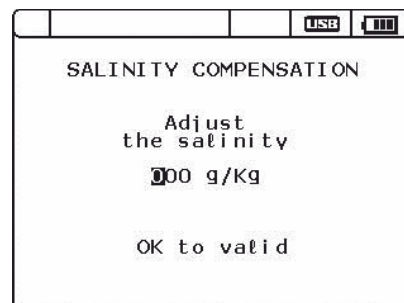 USB
SALINITY COMPENSATION
Adjust
the salinity
000 g/Kg
OK to valid